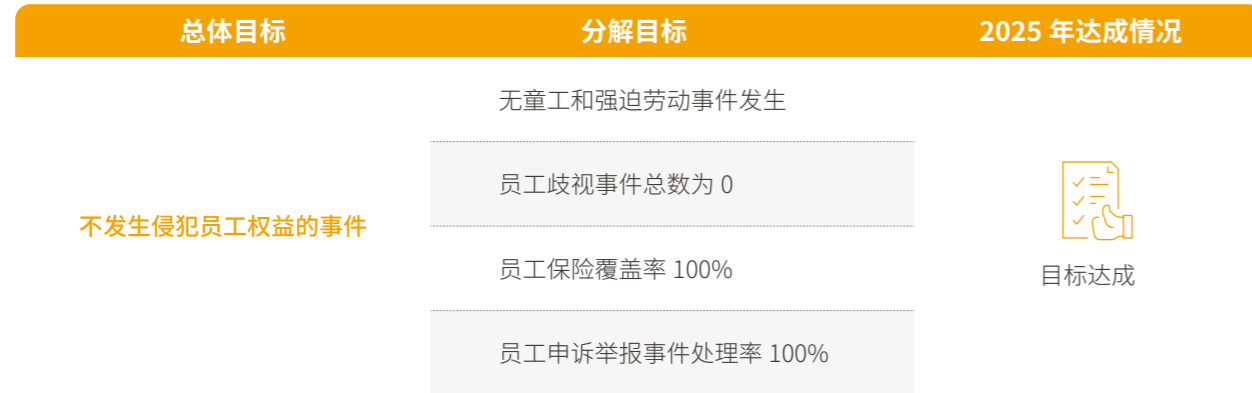 总体目标
分解目标
2025 年达成情况
不发生侵犯员工权益的事件
无童工和强迫劳动事件发生
员工歧视事件总数为 0
员工保险覆盖率 100%
员工申诉举报事件处理率 100%
目标达成